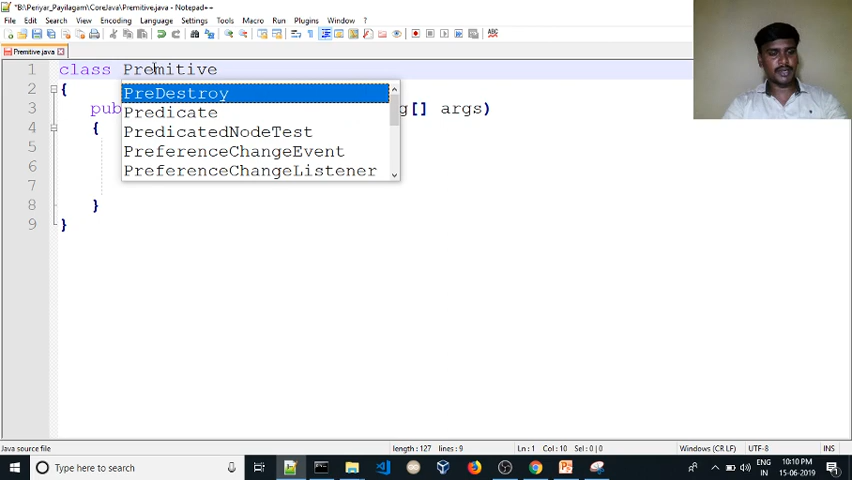 *B:\Periyar_Payilagam\CoreJava\Premitive.java - Notepad++
File Edit Search View Encoding Language Settings Tools Macro Run Plugins Window ?
X
Premitive.java
1 class Premitive
2 {
3 pub g[] args)
4 {
5
6
7
8 }
9 }
PreDestroy
Predicate
PredicatedNodeTest
PreferenceChangeEvent
PreferenceChangeListener
Java source file length : 127 lines : 9 Ln : 1 Col : 10 Sel : 0 | 0 Windows (CR LF) UTF-8 INS
Type here to search
ENG
IN
10:10 PM
15-06-2019